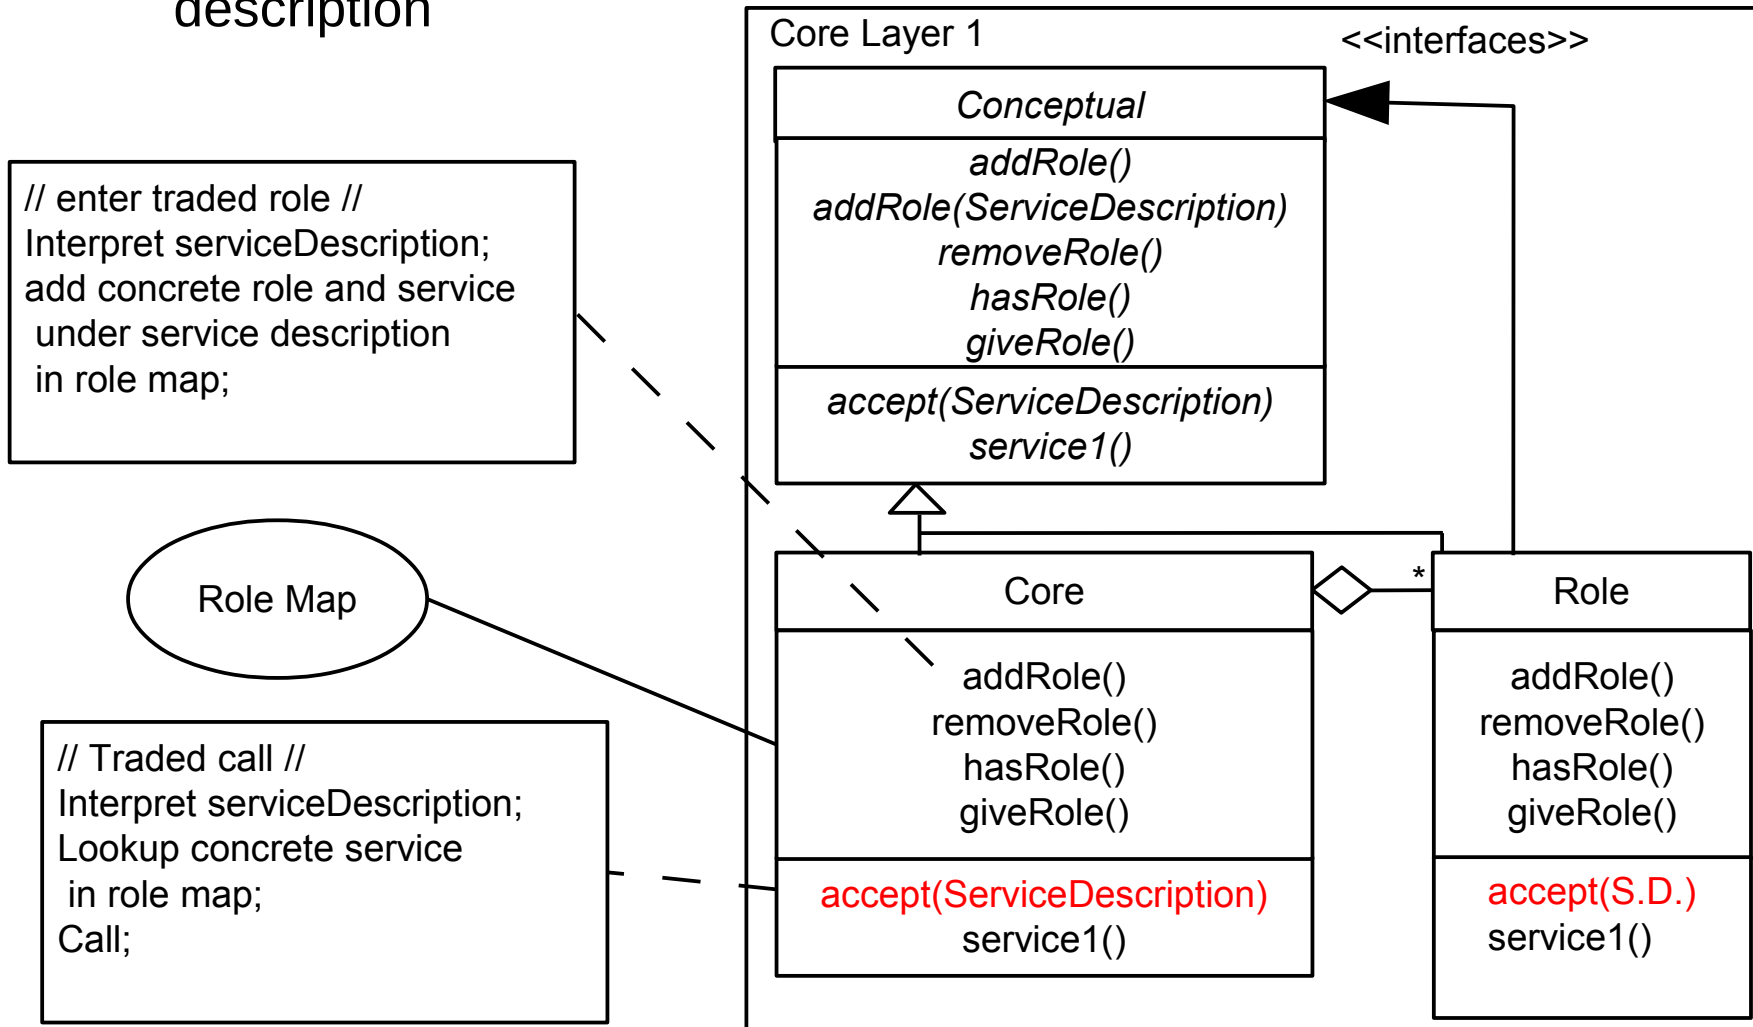 description
Core Layer 1
<<interfaces>>
Conceptual
addRole()
addRole(ServiceDescription)
removeRole()
hasRole()
giveRole()
accept(ServiceDescription)
service1()
// enter traded role //
Interpret serviceDescription;
add concrete role and service
under service description
in role map;
Role Map
// Traded call //
Interpret serviceDescription;
Lookup concrete service
in role map;
Call;
Core
addRole()
removeRole()
hasRole()
giveRole()
accept(ServiceDescription)
service1()
*
Role
addRole()
removeRole()
hasRole()
giveRole()
accept(S.D.)
service1()